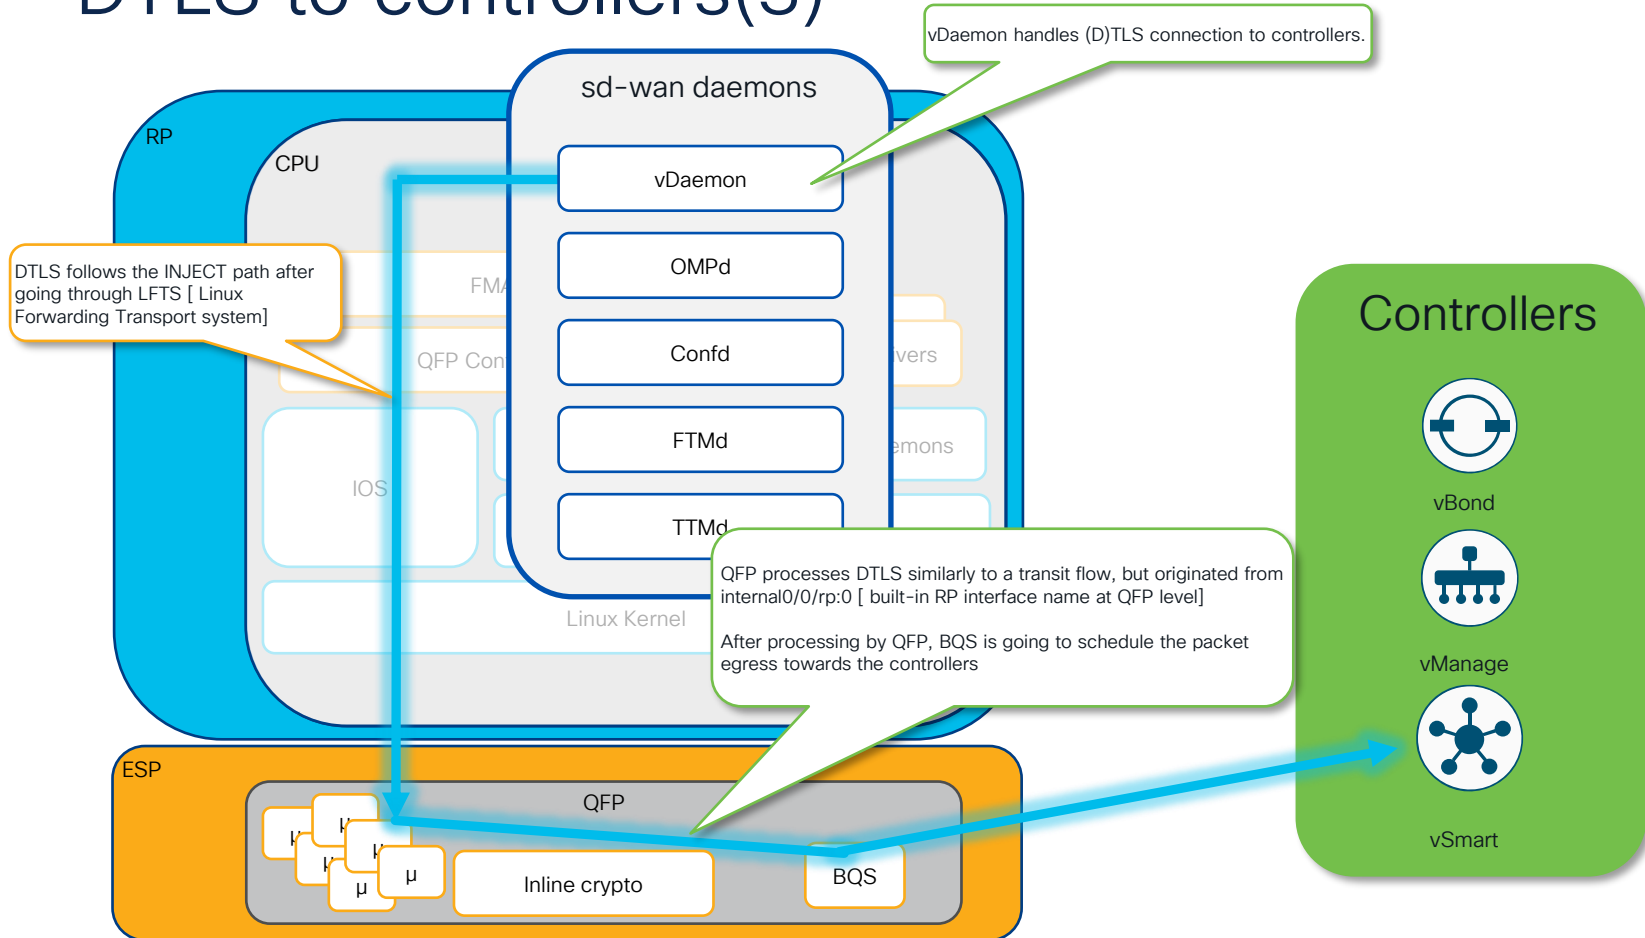 DTLS to controllers(s)
vDaemon handles (D)TLS connection to controllers.
sd-wan daemons
RP
CPU
vDaemon
DTLS follows the INJECT path after
going through LFTS [ Linux
Forwarding Transport system]
OMPd
Controllers
QFP
Confd
FTMd
IOS
vBond
TTMd
QFP processes DTLS similarly to a transit flow, but originated from
internal0/0/rp:0 [ built-in RP interface name at QFP level]
After processing by QFP, BQS is going to schedule the packet
egress towards the controllers
Linux Kernel
vManage
ESP
QFP
μ
μ
μ
μ
μ
μ
Inline crypto
BQS
vSmart